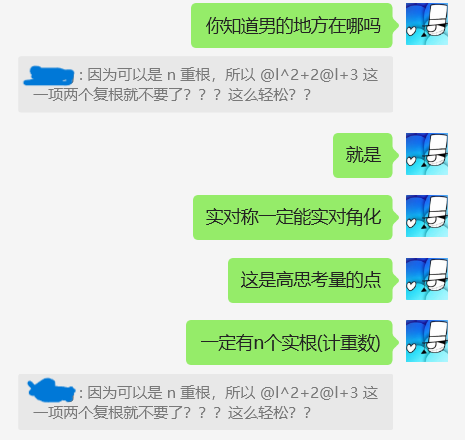 你知道男的地方在哪吗
: 因为可以是 n 重根，所以 @l^2+2@l+3 这
一项两个复根就不要了？？？这么轻松？？
就是
实对称一定能实对角化
这是高思考量的点
一定有n个实根(计重数)
: 因为可以是 n 重根，所以 @l^2+2@l+3 这
一项两个复根就不要了？？？这么轻松？？